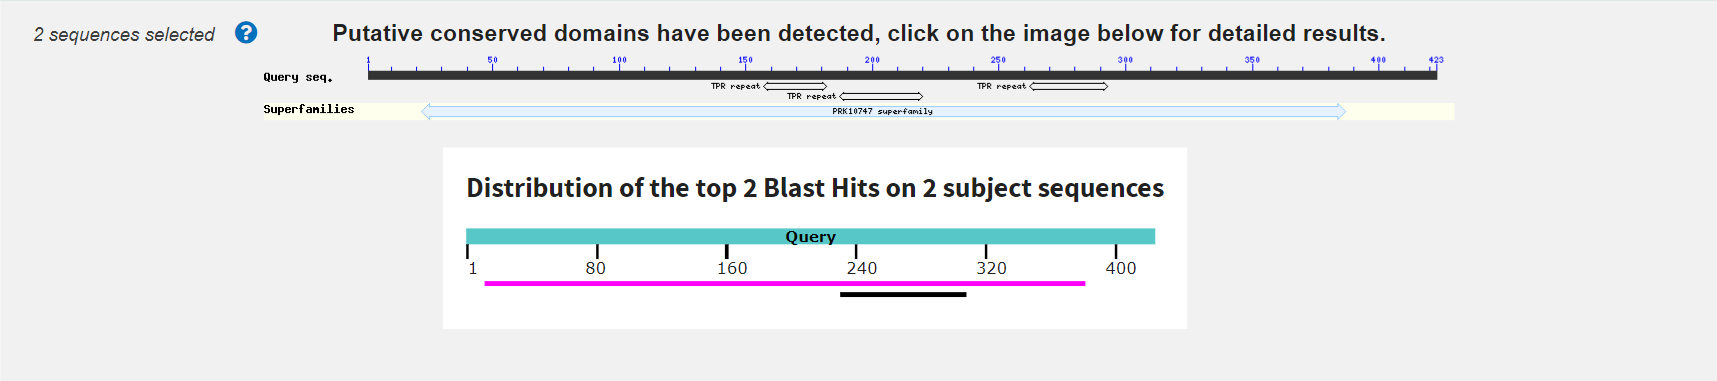 2 sequences selected ? Putative conserved domains have been detected, click on the image below for detailed results.
1 50 100 150 200 250 300 350 400 423
Query seq.
TPR repeat TPR repeat
TPR repeat
Superfamilies PRK10747 superfamily
Distribution of the top 2 Blast Hits on 2 subject sequences
Query
1 80 160 240 320 400